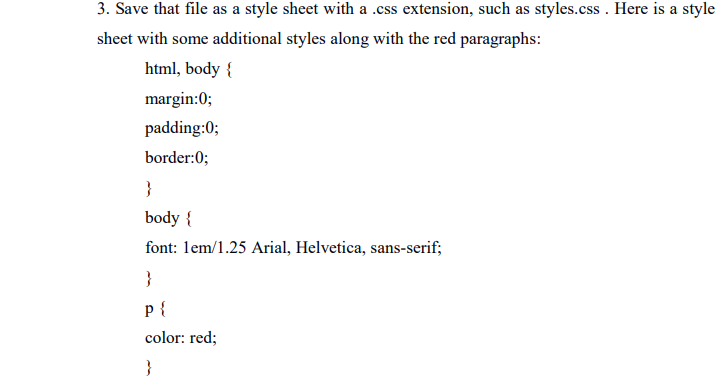 3. Save that file as a style sheet with a .css extension, such as styles.css . Here is a style
sheet with some additional styles along with the red paragraphs:
html, body {
margin:0;
padding:0;
border:0;
}
body {
font: 1em/1.25 Arial, Helvetica, sans-serif;
}
p {
color: red;
}